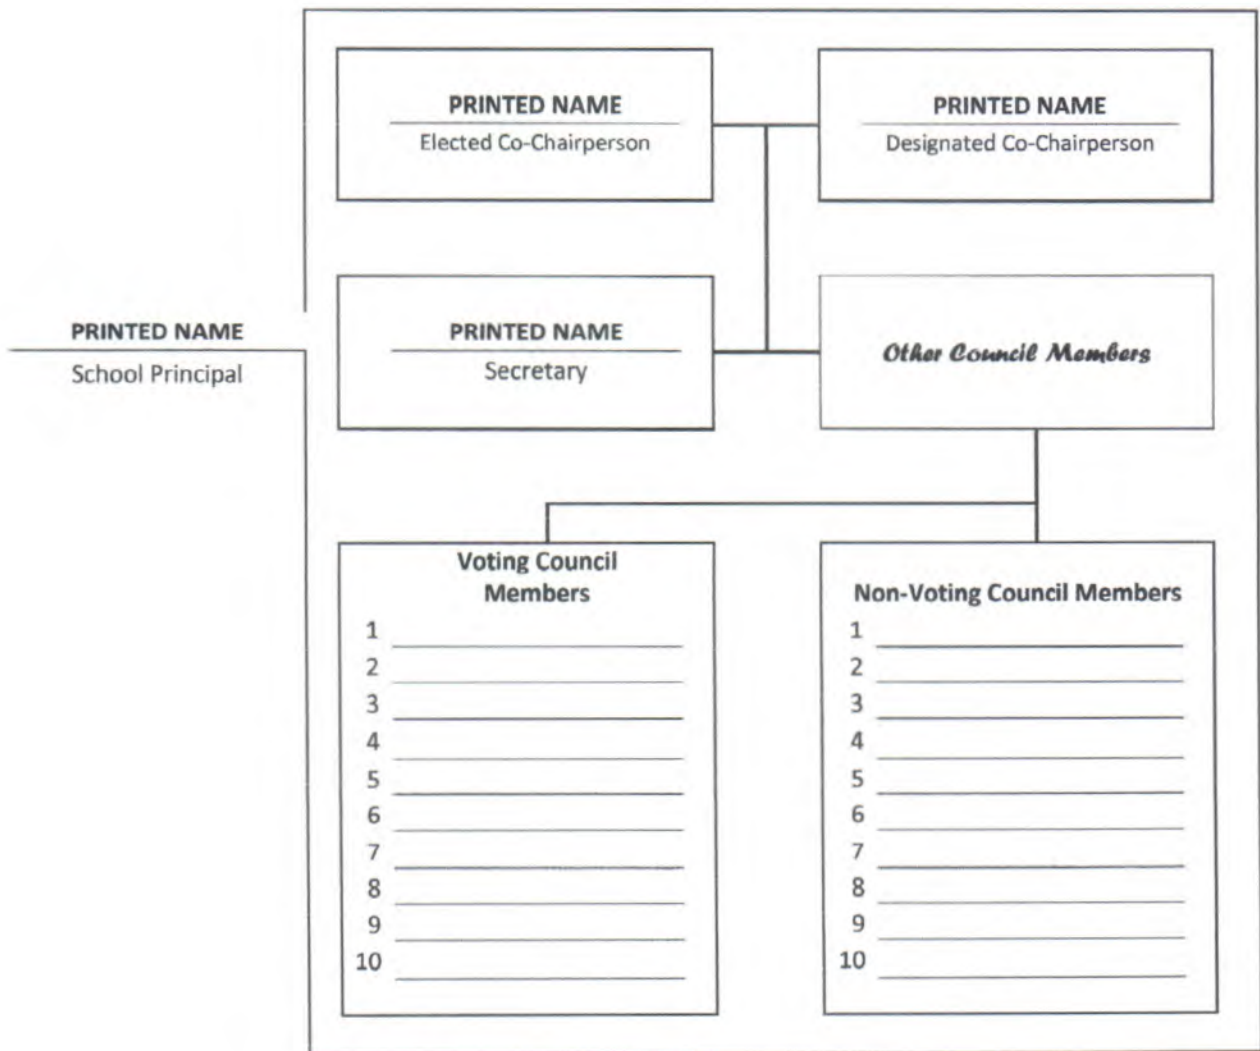 PRINTED NAME
Elected Co-Chairperson
PRINTED NAME
Designated Co-Chairperson
PRINTED NAME
School Principal
PRINTED NAME
Secretary
Other Council Members
Voting Council
Members
1
2
3
4
5
6
7
8
9
10
Non-Voting Council Members
1
2
3
4
5
6
7
8
9
10